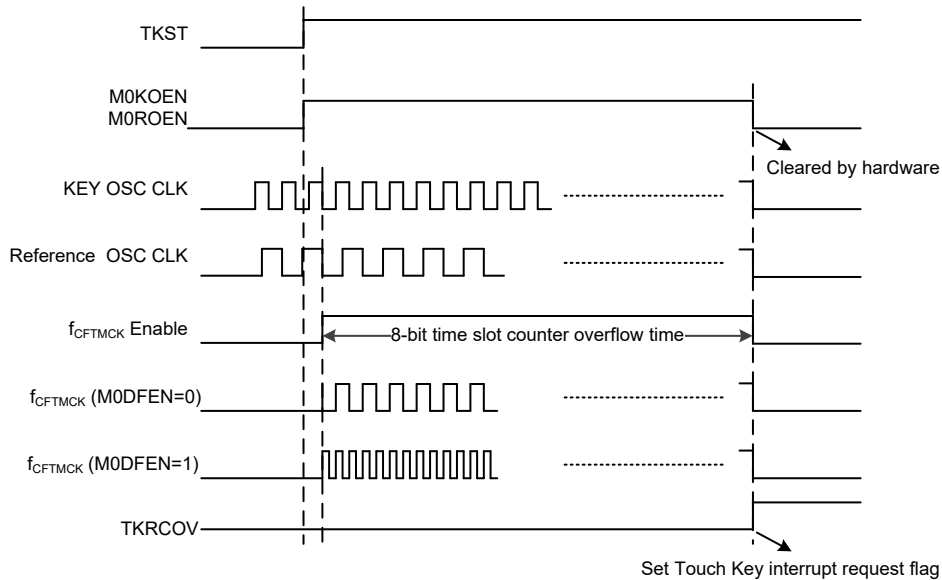 TKST
M0KOEN
M0ROEN
Cleared by hardware
KEY OSC CLK
Reference OSC CLK
fCFTMCK Enable
8-bit time slot counter overflow time
fCFTMCK (M0DFEN=0)
fCFTMCK (M0DFEN=1)
TKRCOV
Set Touch Key interrupt request flag